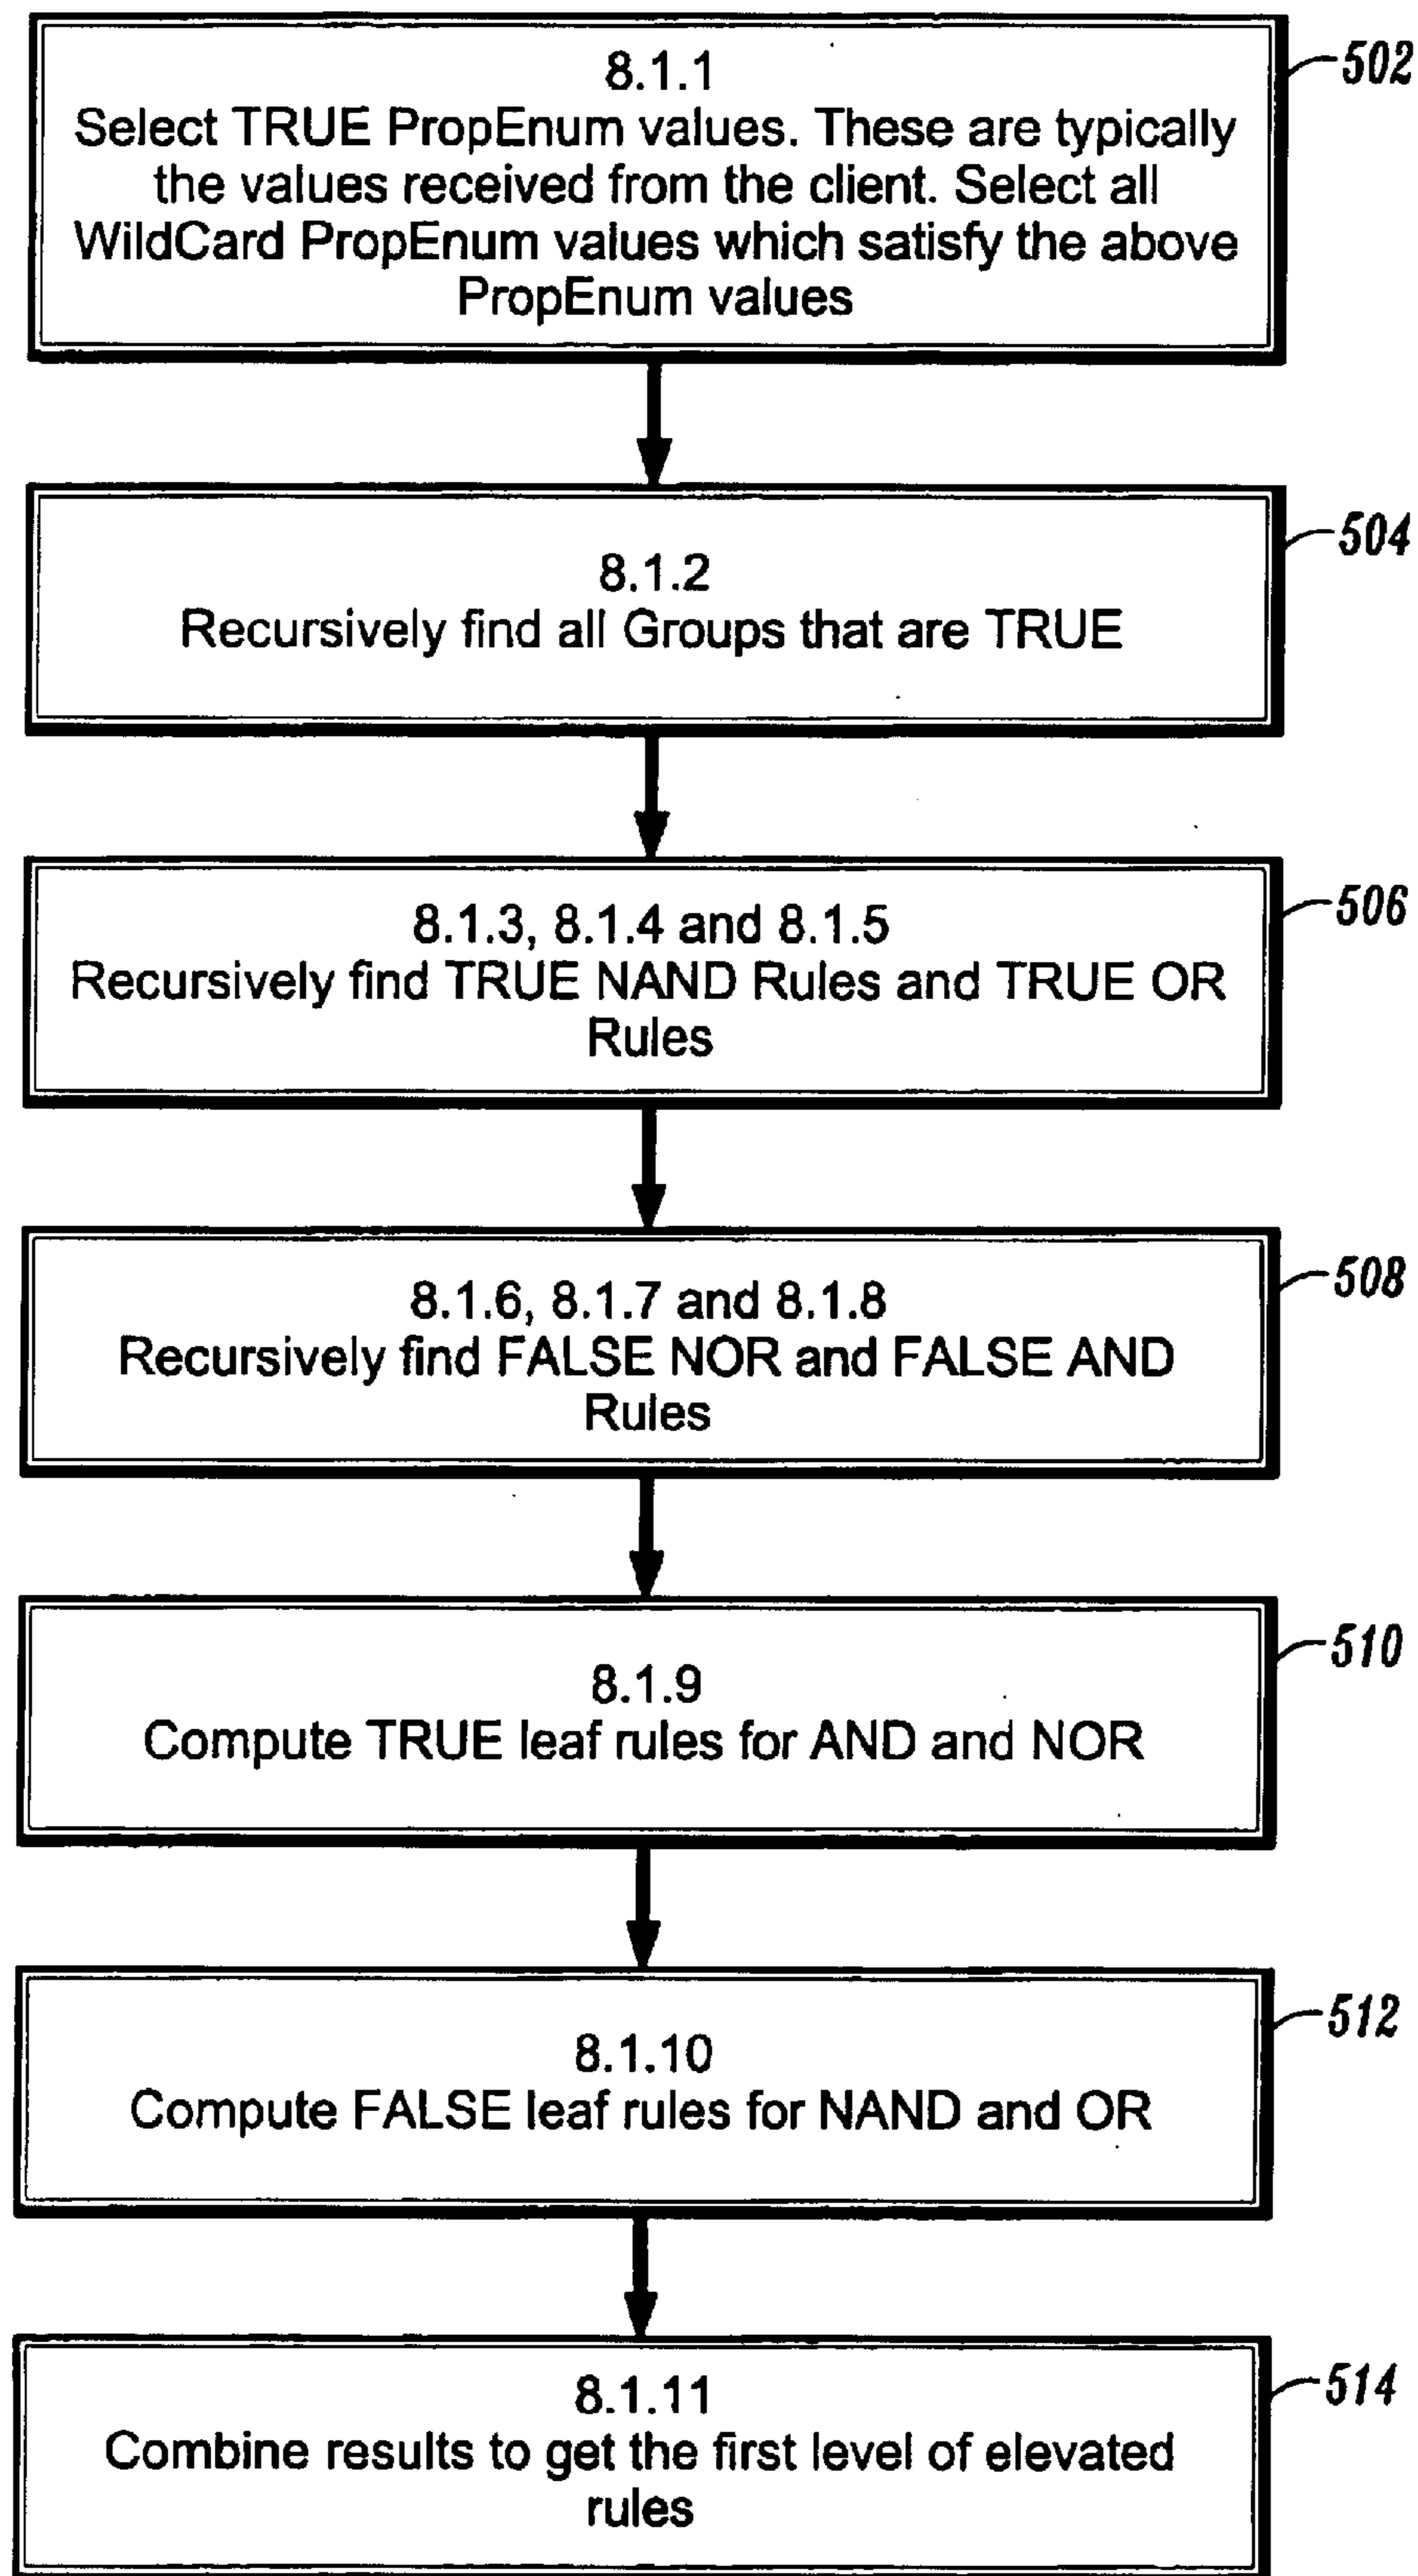 8.1.1
Select TRUE PropEnum values. These are typically
the values received from the client. Select all
WildCard PropEnum values which satisfy the above
PropEnum values
502
8.1.2
Recursively find all Groups that are TRUE
504
8.1.3, 8.1.4 and 8.1.5
Recursively find TRUE NAND Rules and TRUE OR
Rules
506
8.1.6, 8.1.7 and 8.1.8
Recursively find FALSE NOR and FALSE AND
Rules
508
8.1.9
Compute TRUE leaf rules for AND and NOR
510
8.1.10
Compute FALSE leaf rules for NAND and OR
512
8.1.11
Combine results to get the first level of elevated
rules
514